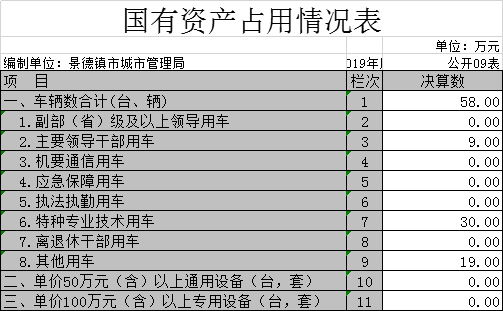 国有资产占用情况表
单位：万元
编制单位：景德镇市城市管理局 019年 公开09表
项 目 栏次 决算数
一、车辆数合计(台、辆) 1 58.00
1.副部（省）级及以上领导用车 2 0.00
2.主要领导干部用车 3 9.00
3.机要通信用车 4 0.00
4.应急保障用车 5 0.00
5.执法执勤用车 6 0.00
6.特种专业技术用车 7 30.00
7.离退休干部用车 8 0.00
8.其他用车 9 19.00
二、单价50万元（含）以上通用设备（台，套） 10 0.00
三、单价100万元（含）以上专用设备（台，套） 11 0.00